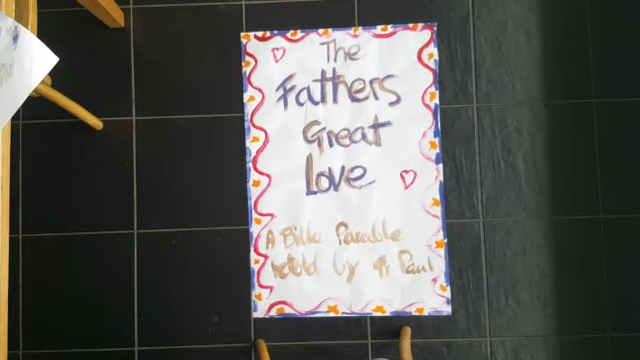 The
Fathers
Great
Love
A Bible Parable
retold by Fr Paul